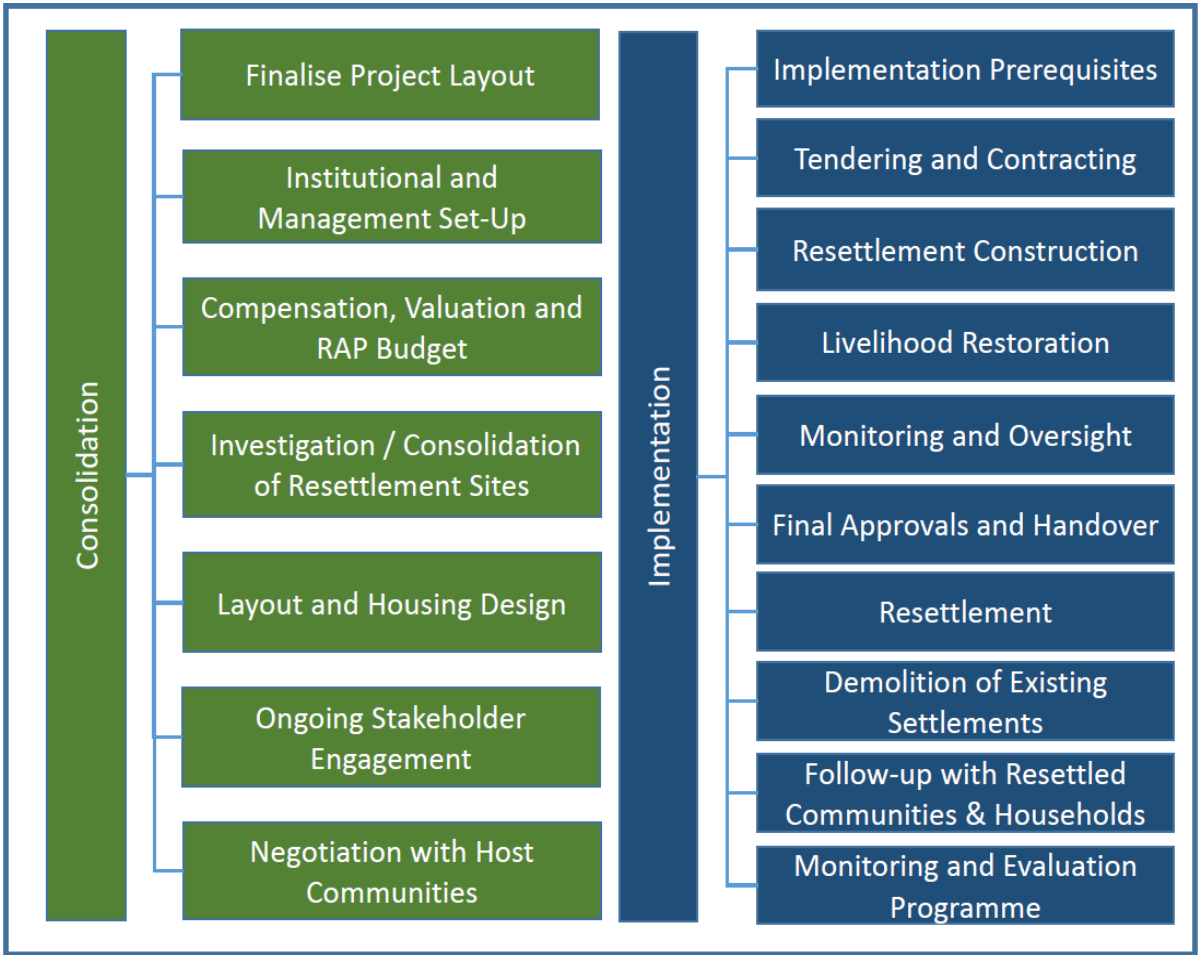 Consolidation
Finalise Project Layout
Institutional and
Management Set-Up
Compensation, Valuation and
RAP Budget
Investigation / Consolidation
of Resettlement Sites
Layout and Housing Design
Ongoing Stakeholder
Engagement
Negotiation with Host
Communities
Implementation
Implementation Prerequisites
Tendering and Contracting
Resettlement Construction
Livelihood Restoration
Monitoring and Oversight
Final Approvals and Handover
Resettlement
Demolition of Existing
Settlements
Follow-up with Resettled
Communities & Households
Monitoring and Evaluation
Programme